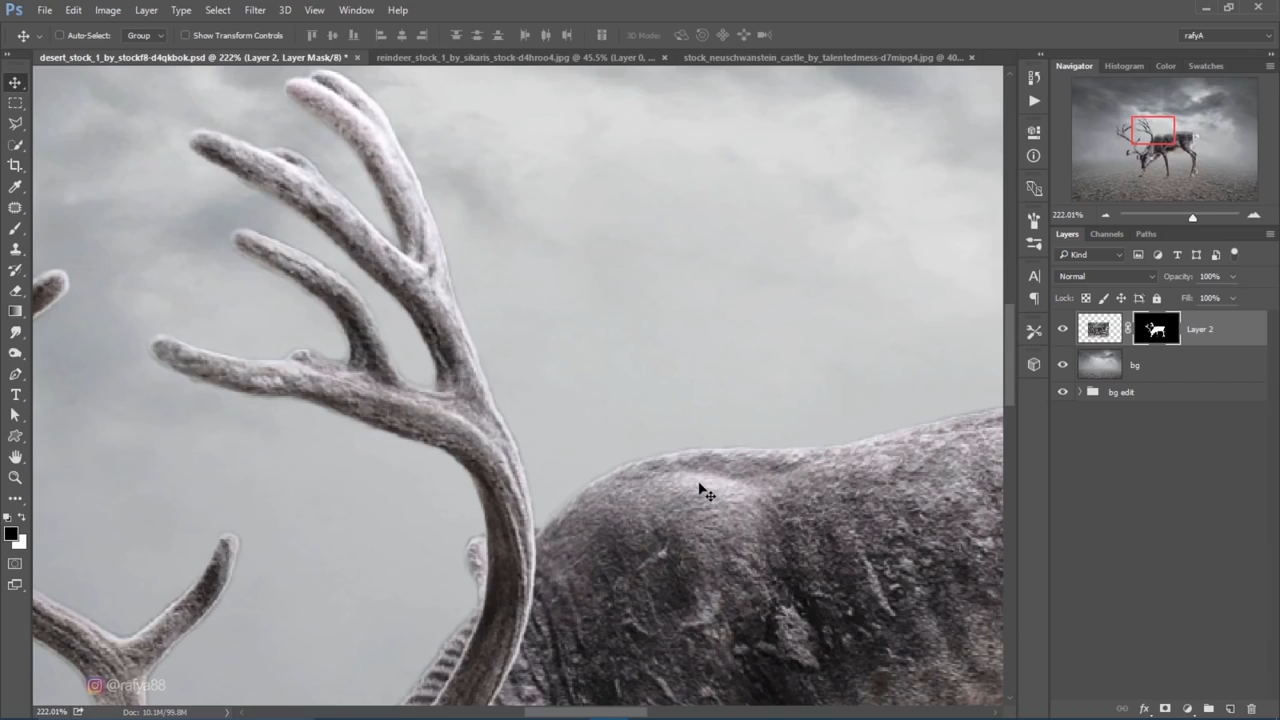 Ps File Edit Image Layer Type Select Filter 3D View Window Help
Auto-Select: Group Show Transform Controls 3D Mode: rafyA
desert_stock_1_by_stockf8-d4qkbok.psd @ 222% (Layer 2, Layer Mask/8) * × reindeer_stock_1_by_sikaris_stock-d4hroo4.jpg @ 45.5% (Layer 0, ... × stock_neuschwanstein_castle_by_talentedmess-d7mipg4.jpg @ 40... ×
Navigator Histogram Color Swatches
222.01%
Layers Channels Paths
Kind
Normal Opacity: 100%
Lock: Fill: 100%
Layer 2
bg
bg edit
@rafya88
222.01% Doc: 10.1M/99.8M